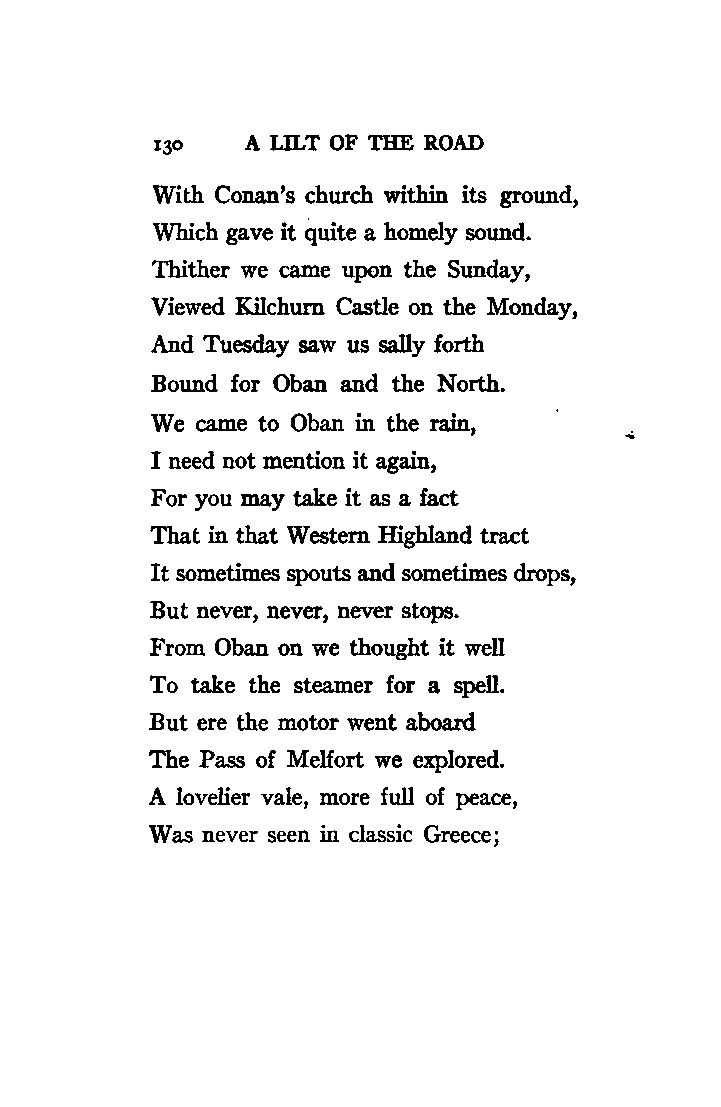 130 A LILT OF THE ROAD
With Conan's church within its ground,
Which gave it quite a homely sound.
Thither we came upon the Sunday,
Viewed Kilchurn Castle on the Monday,
And Tuesday saw us sally forth
Bound for Oban and the North.
We came to Oban in the rain,
I need not mention it again,
For you may take it as a fact
That in that Western Highland tract
It sometimes spouts and sometimes drops,
But never, never, never stops.
From Oban on we thought it well
To take the steamer for a spell.
But ere the motor went aboard
The Pass of Melfort we explored.
A lovelier vale, more full of peace,
Was never seen in classic Greece;